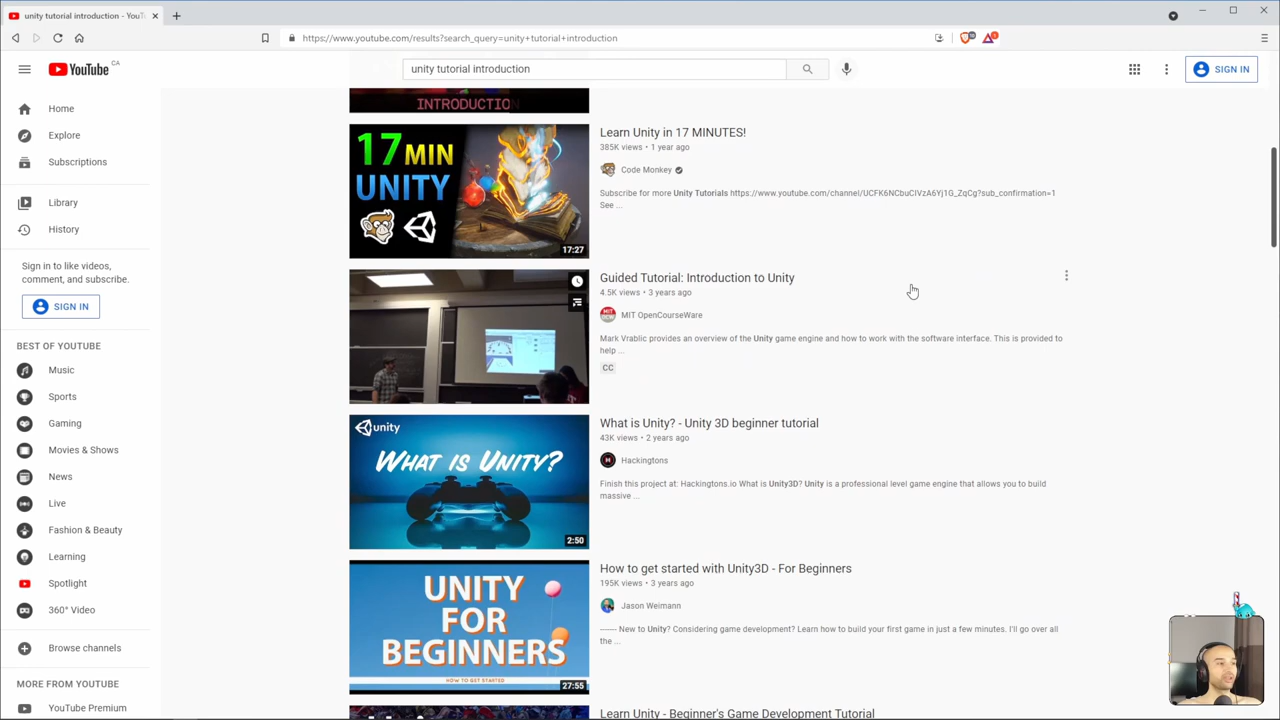 unity tutorial introduction - YouT
https://www.youtube.com/results?search_query=unity+tutorial+introduction
YouTube CA
unity tutorial introduction
SIGN IN
Home
Explore
Subscriptions
Library
History
Sign in to like videos,
comment, and subscribe.
SIGN IN
BEST OF YOUTUBE
Music
Sports
Gaming
Movies & Shows
News
Live
Fashion & Beauty
Learning
Spotlight
360° Video
Browse channels
MORE FROM YOUTUBE
YouTube Premium
INTRODUCTION
17 MIN
UNITY
17:27
Learn Unity in 17 MINUTES!
385K views • 1 year ago
Code Monkey
Subscribe for more Unity Tutorials https://www.youtube.com/channel/UCFK6NCbuCIVzA6Yj1G_ZqCg?sub_confirmation=1
See ...
Guided Tutorial: Introduction to Unity
4.5K views • 3 years ago
MIT OpenCourseWare
Mark Vrablic provides an overview of the Unity game engine and how to work with the software interface. This is provided to
help ...
CC
unity
WHAT IS UNITY?
2:50
What is Unity? - Unity 3D beginner tutorial
43K views • 2 years ago
Hackingtons
Finish this project at: Hackingtons.io What is Unity3D? Unity is a professional level game engine that allows you to build
massive ...
UNITY
FOR
BEGINNERS
HOW TO GET STARTED
27:55
How to get started with Unity3D - For Beginners
195K views • 3 years ago
Jason Weimann
------ New to Unity? Considering game development? Learn how to build your first game in just a few minutes. I'll go over all
the ...
Learn Unity - Beginner's Game Development Tutorial